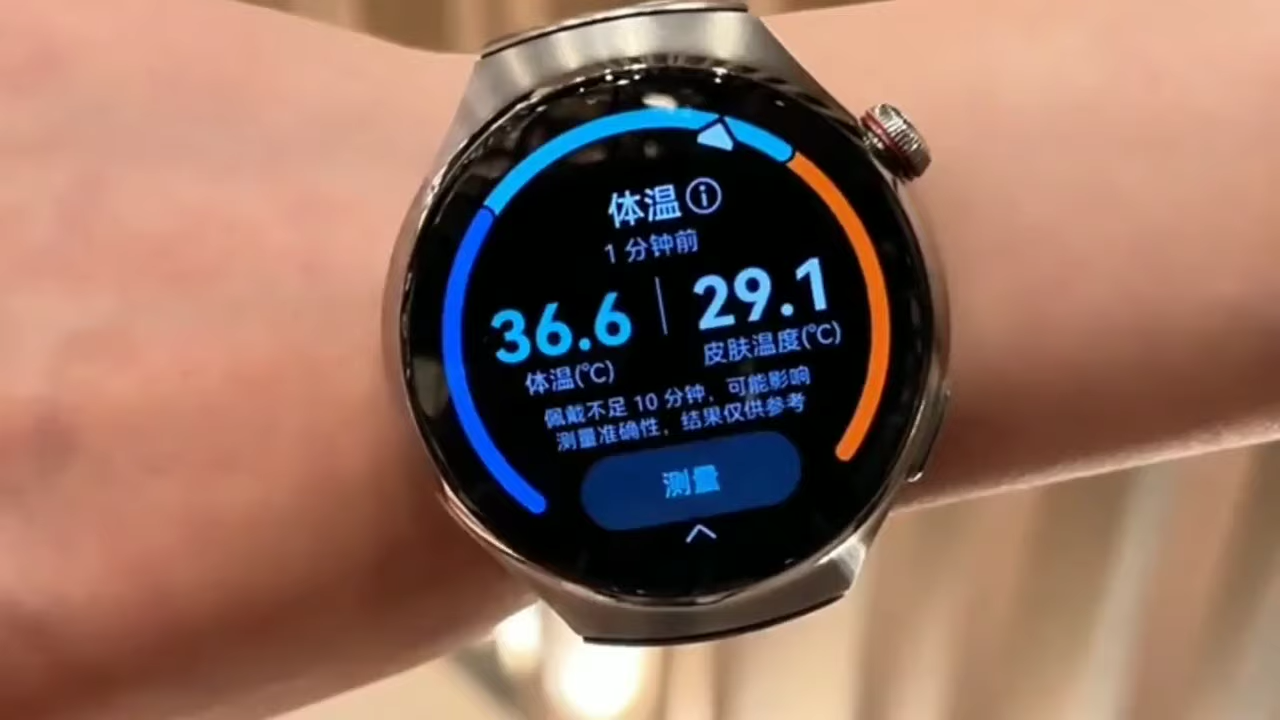 体温
1 分钟前
36.6 29.1
体温(℃) 皮肤温度(℃)
佩戴不足 10 分钟，可能影响
测量准确性，结果仅供参考
测量